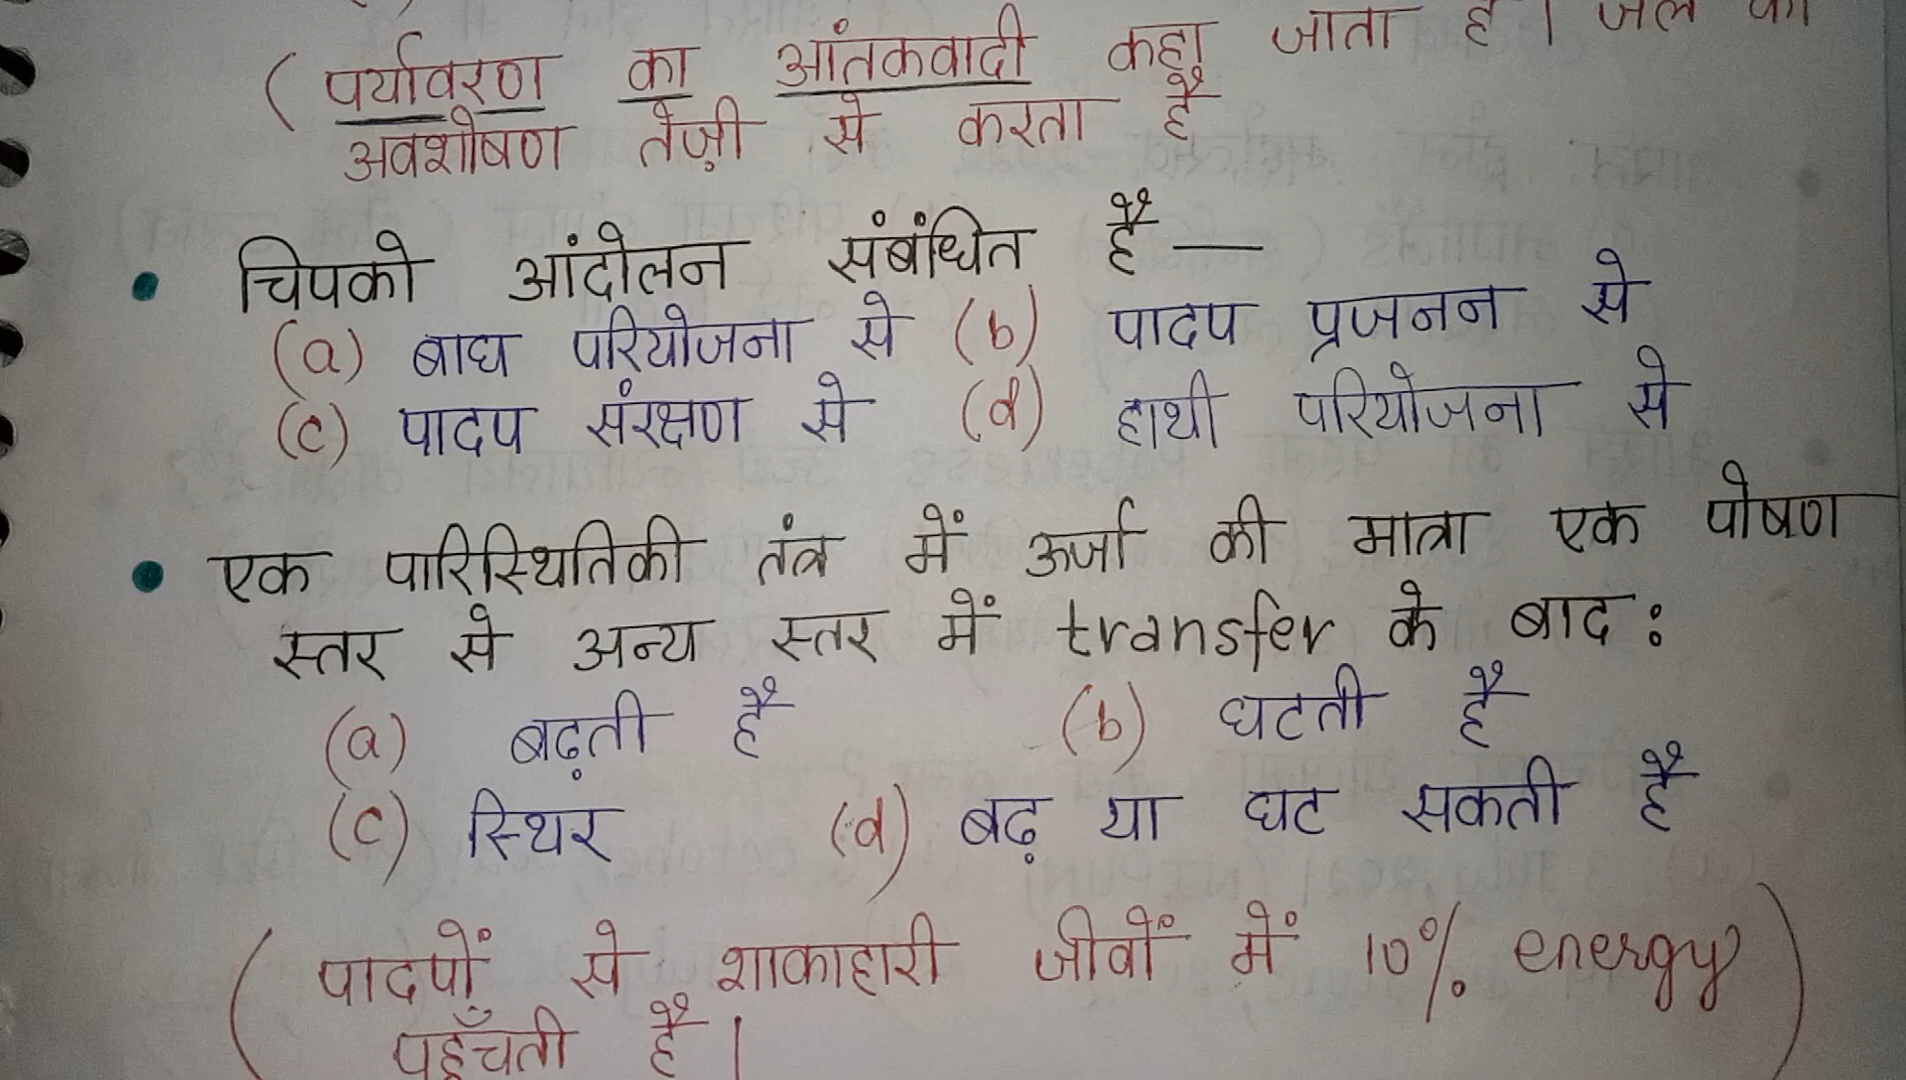 (पर्यावरण का आंतकवादी कहा जाता है। जल का
अवशोषण तेज़ी से करता है
• चिपको आंदोलन संबंधित है —
(a) बाघ परियोजना से (b) पादप प्रजनन से
(c) पादप संरक्षण से (d) हाथी परियोजना से
• एक पारिस्थितिकी तंत्र में ऊर्जा की मात्रा एक पोषण
स्तर से अन्य स्तर में transfer के बाद:
(a) बढ़ती है (b) घटती है
(c) स्थिर (d) बढ़ या घट सकती है
(पादपों से शाकाहारी जीवों में 10% energy)
पहुँचती है।